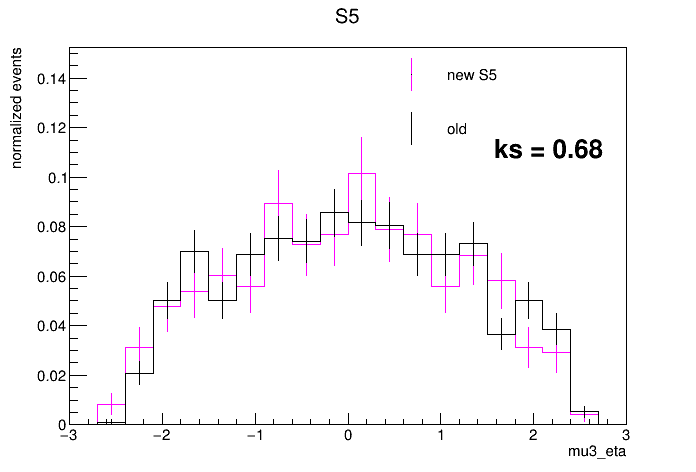 S5
normalized events
0.14
0.12
0.1
0.08
0.06
0.04
0.02
0
new S5
old
ks = 0.68
−3 −2 −1 0 1 2 3
mu3_eta